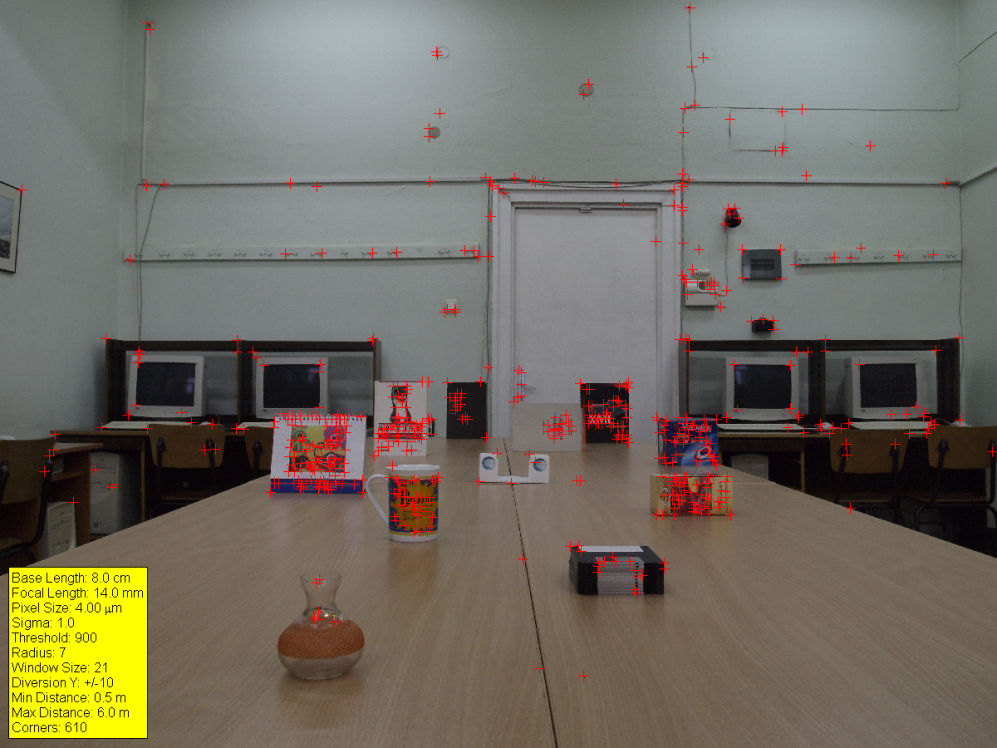 Base Length: 8.0 cm
Focal Length: 14.0 mm
Pixel Size: 4.00 μm
Sigma: 1.0
Threshold: 900
Radius: 7
Window Size: 21
Diversion Y: +/-10
Min Distance: 0.5 m
Max Distance: 6.0 m
Corners: 610